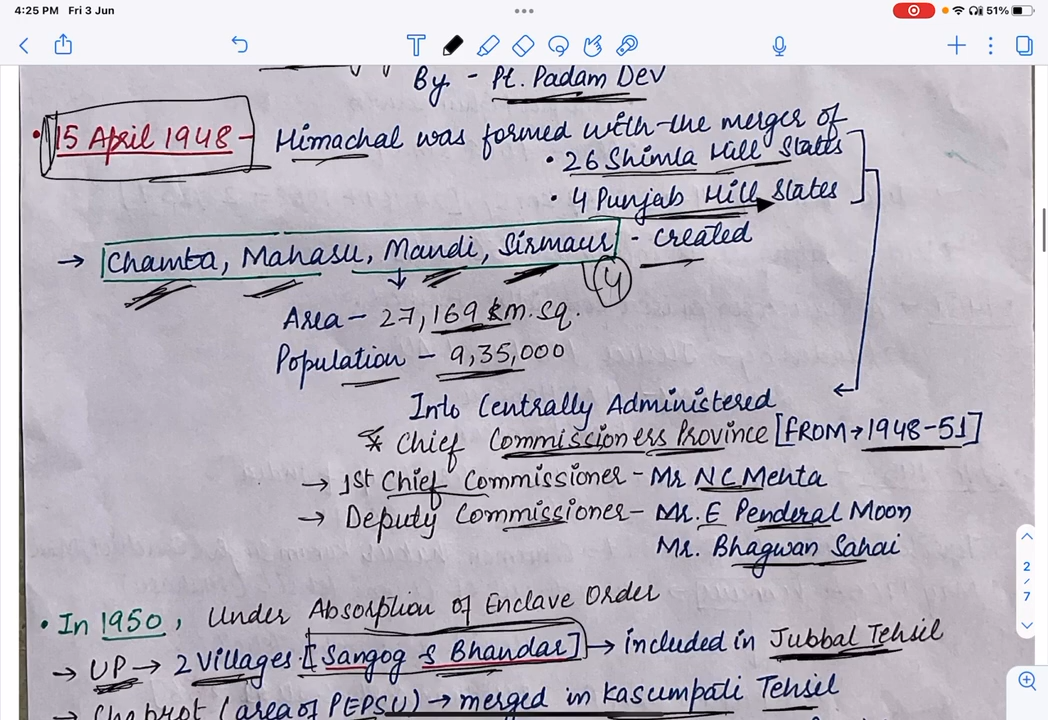 4:25 PM Fri 3 Jun
51%
T
By - Pt. Padam Dev
• 15 April 1948 - Himachal was formed with the merger of
• 26 Shimla Hill States
• 4 Punjab Hill States
→ Chamba, Mahasu, Mandi, Sirmaur - created
(4)
Area - 27,169 km.sq.
Population - 9,35,000
Into Centrally Administered
* Chief Commissioners Province [FROM → 1948-51]
→ 1st Chief Commissioner - Mr NC Mehta
→ Deputy Commissioner - Mr. E Penderal Moon
Mr. Bhagwan Sahai
2
/
7
• In 1950, Under Absorption of Enclave Order
→ UP → 2 villages [Sangog & Bhandar] → included in Jubbal Tehsil
→ (area of PEPSU) → merged in Kasumpati Tehsil